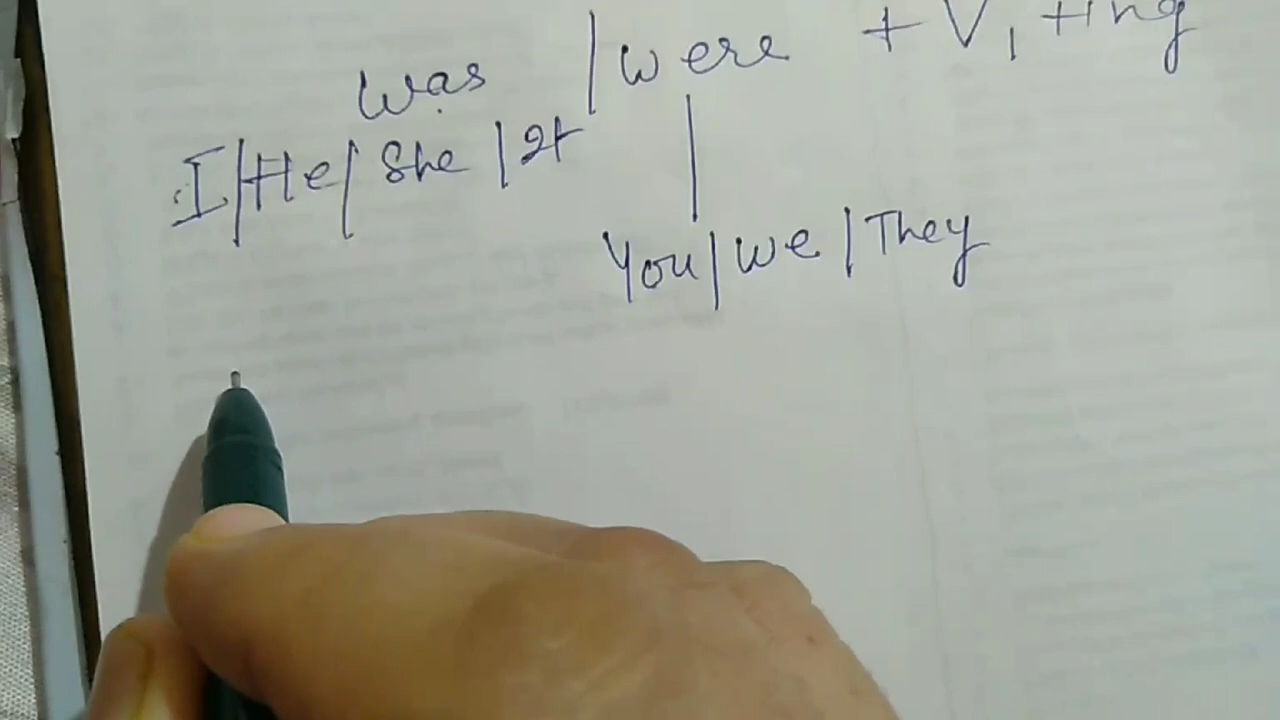 was | were + V1 + ing
I | He | She | It
You | we | They